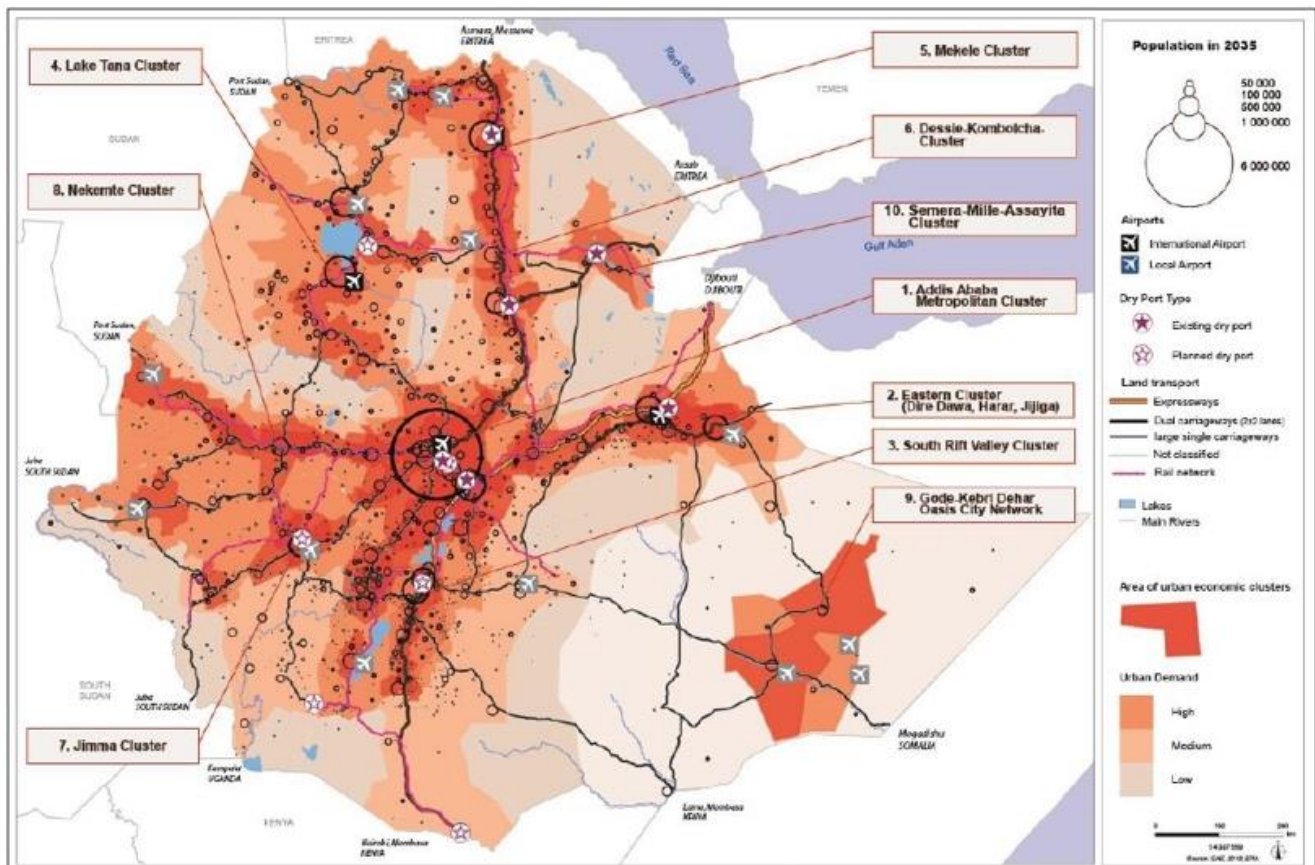 ERITREA
Asmara, Massawa
ERITREA
4. Lake Tana Cluster
5. Mekele Cluster
Port Sudan,
SUDAN
Red Sea
YEMEN
SUDAN
6. Dessie-Kombolcha-
Cluster
8. Nekemte Cluster
ERITREA
10. Semera-Mille-Assayita
Cluster
Gulf Aden
Djibouti
DJIBOUTI
1. Addis Ababa
Metropolitan Cluster
Port Sudan,
SUDAN
2. Eastern Cluster
(Dire Dawa, Harar, Jijiga)
3. South Rift Valley Cluster
Juba
SOUTH SUDAN
9. Gode-Kebri Dehar
Oasis City Network
SOUTH
SUDAN
Juba
SOUTH SUDAN
7. Jimma Cluster
Mogadishu
SOMALIA
Kampala
UGANDA
KENYA
Nairobi, Mombasa
KENYA
Lamu, Mombasa
KENYA
Population in 2035
50 000
100 000
500 000
1 000 000
6 000 000
Airports
International Airport
Local Airport
Dry Port Type
Existing dry port
Planned dry port
Land transport
Expressways
Dual carriageways (2x2 lanes)
large single carriageways
Not classified
Rail network
Lakes
Main Rivers
Area of urban economic clusters
Urban Demand
High
Medium
Low
0
km